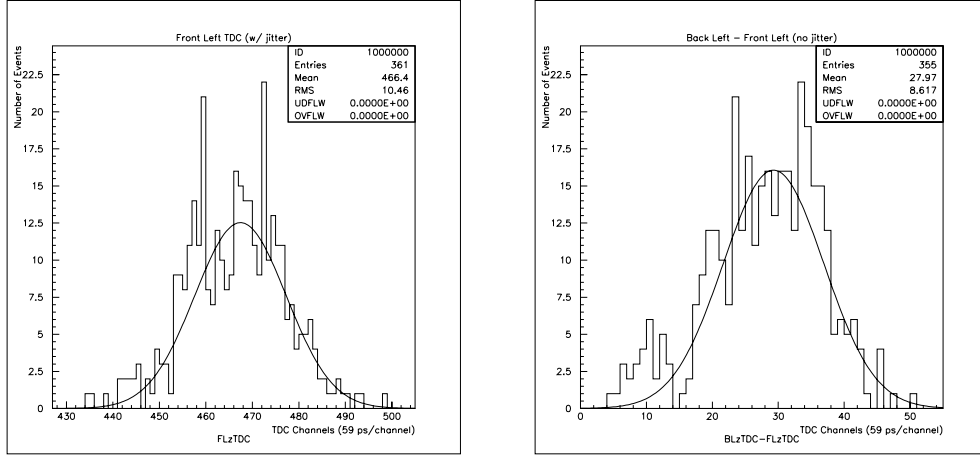 Front Left TDC (w/ jitter)
ID 1000000
Entries 361
Mean 466.4
RMS 10.46
UDFLW 0.0000E+00
OVFLW 0.0000E+00
Number of Events
22.5
20
17.5
15
12.5
10
7.5
5
2.5
0
430 440 450 460 470 480 490 500
TDC Channels (59 ps/channel)
FLzTDC
Back Left - Front Left (no jitter)
ID 1000000
Entries 355
Mean 27.97
RMS 8.617
UDFLW 0.0000E+00
OVFLW 0.0000E+00
Number of Events
22.5
20
17.5
15
12.5
10
7.5
5
2.5
0
0 10 20 30 40 50
TDC Channels (59 ps/channel)
BLzTDC-FLzTDC